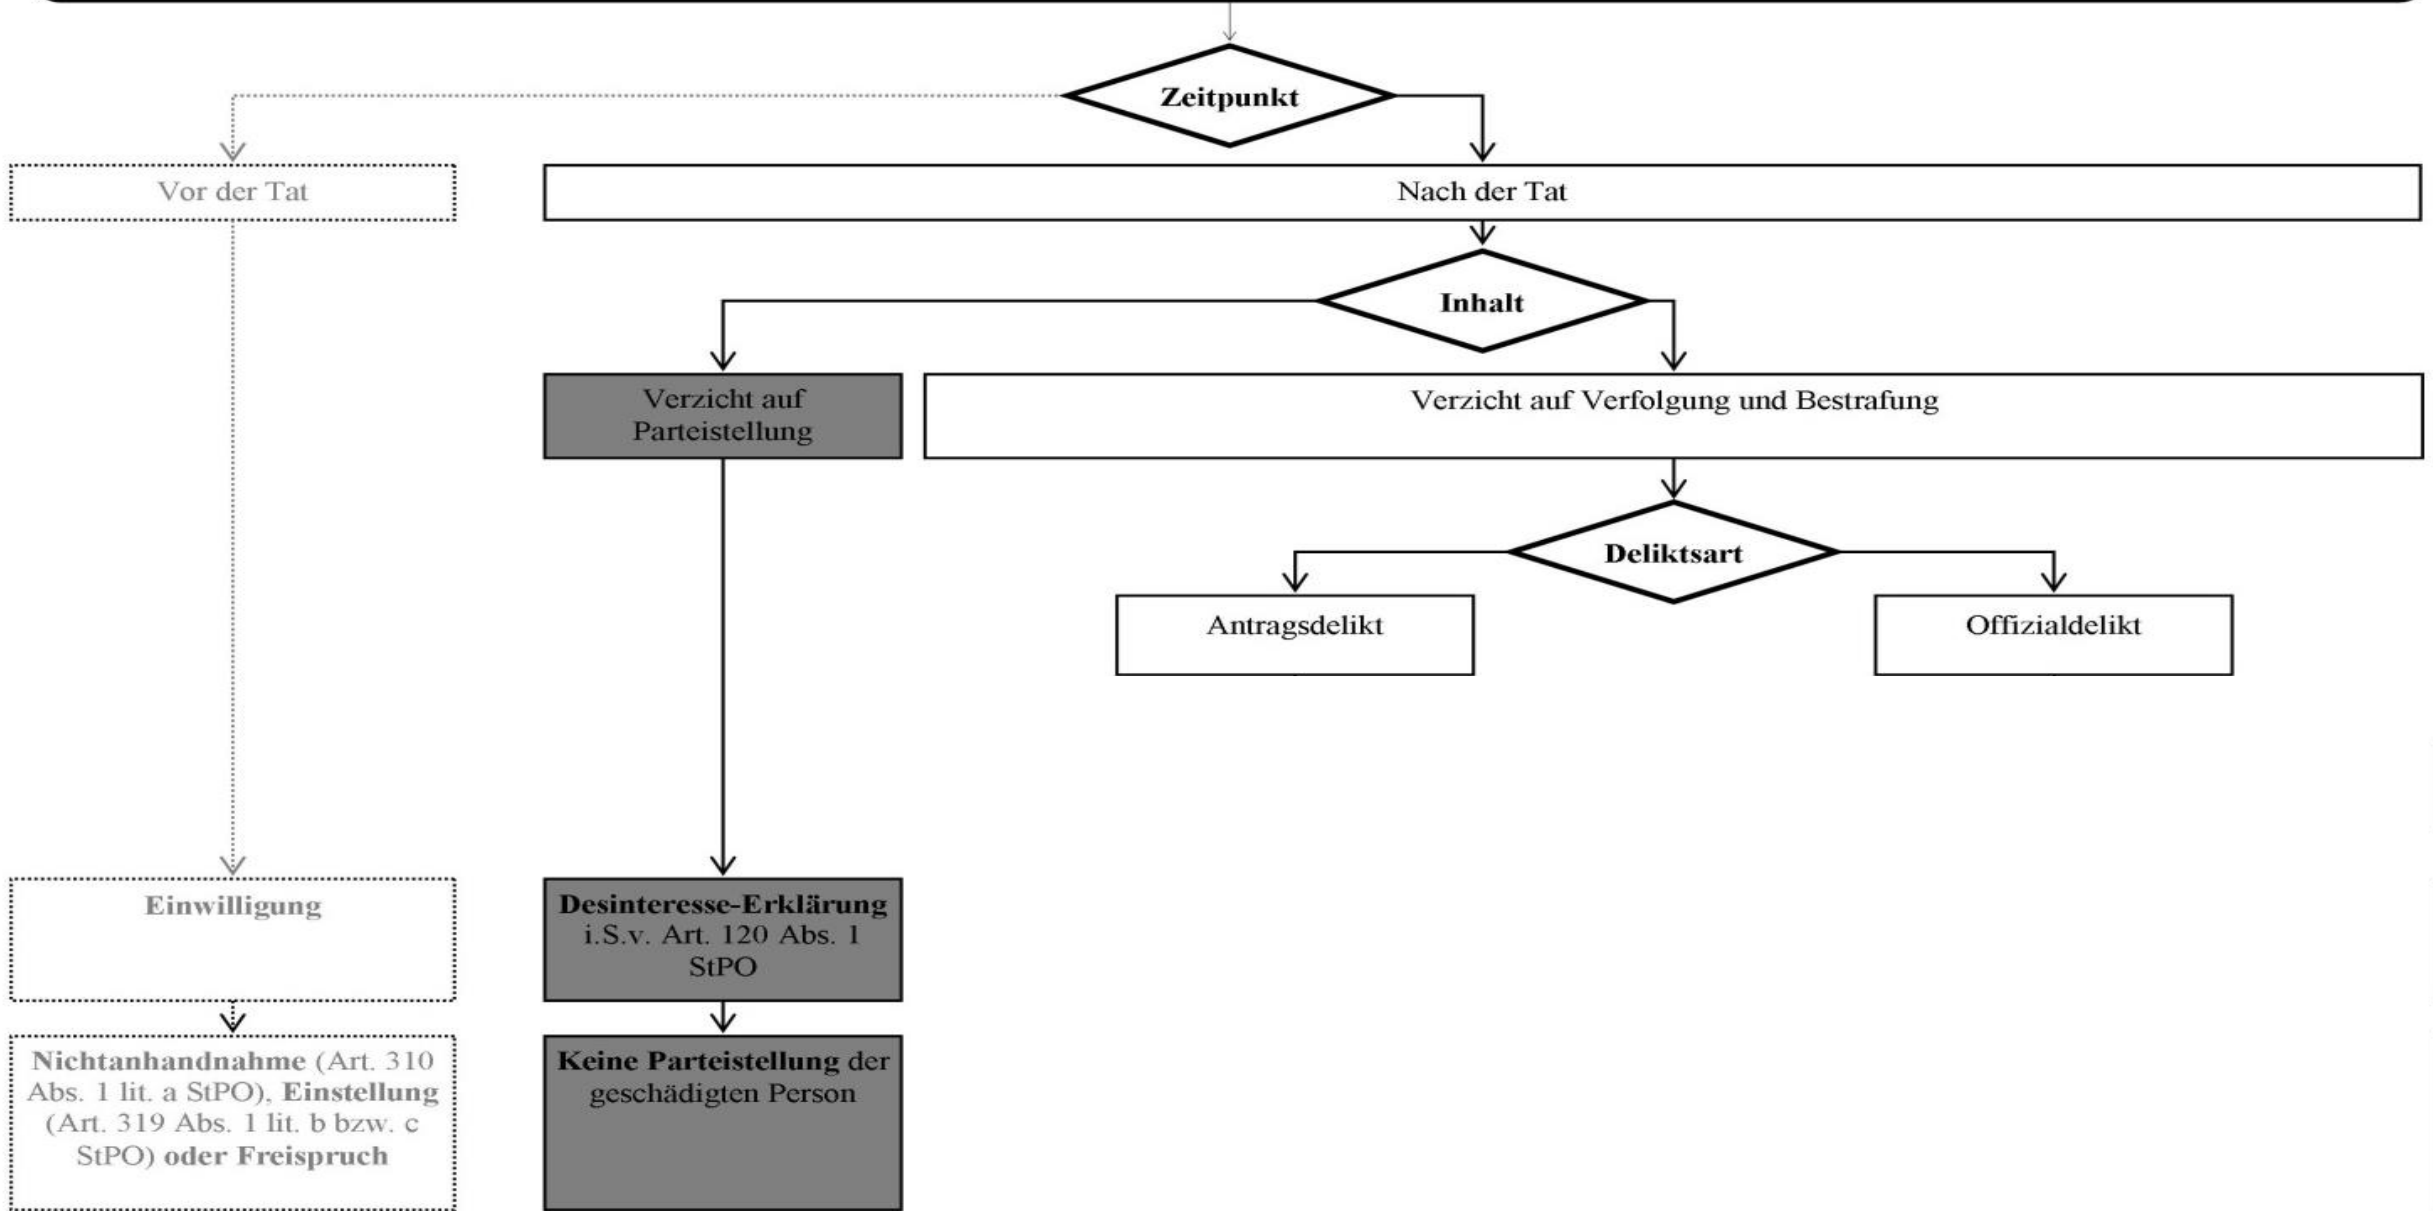 Zeitpunkt
Vor der Tat
Nach der Tat
Inhalt
Verzicht auf
Parteistellung
Verzicht auf Verfolgung und Bestrafung
Deliktsart
Antragsdelikt
Offizialdelikt
Einwilligung
Desinteresse-Erklärung
i.S.v. Art. 120 Abs. 1
StPO
Nichtanhandnahme (Art. 310
Abs. 1 lit. a StPO), Einstellung
(Art. 319 Abs. 1 lit. b bzw. c
StPO) oder Freispruch
Keine Parteistellung der
geschädigten Person